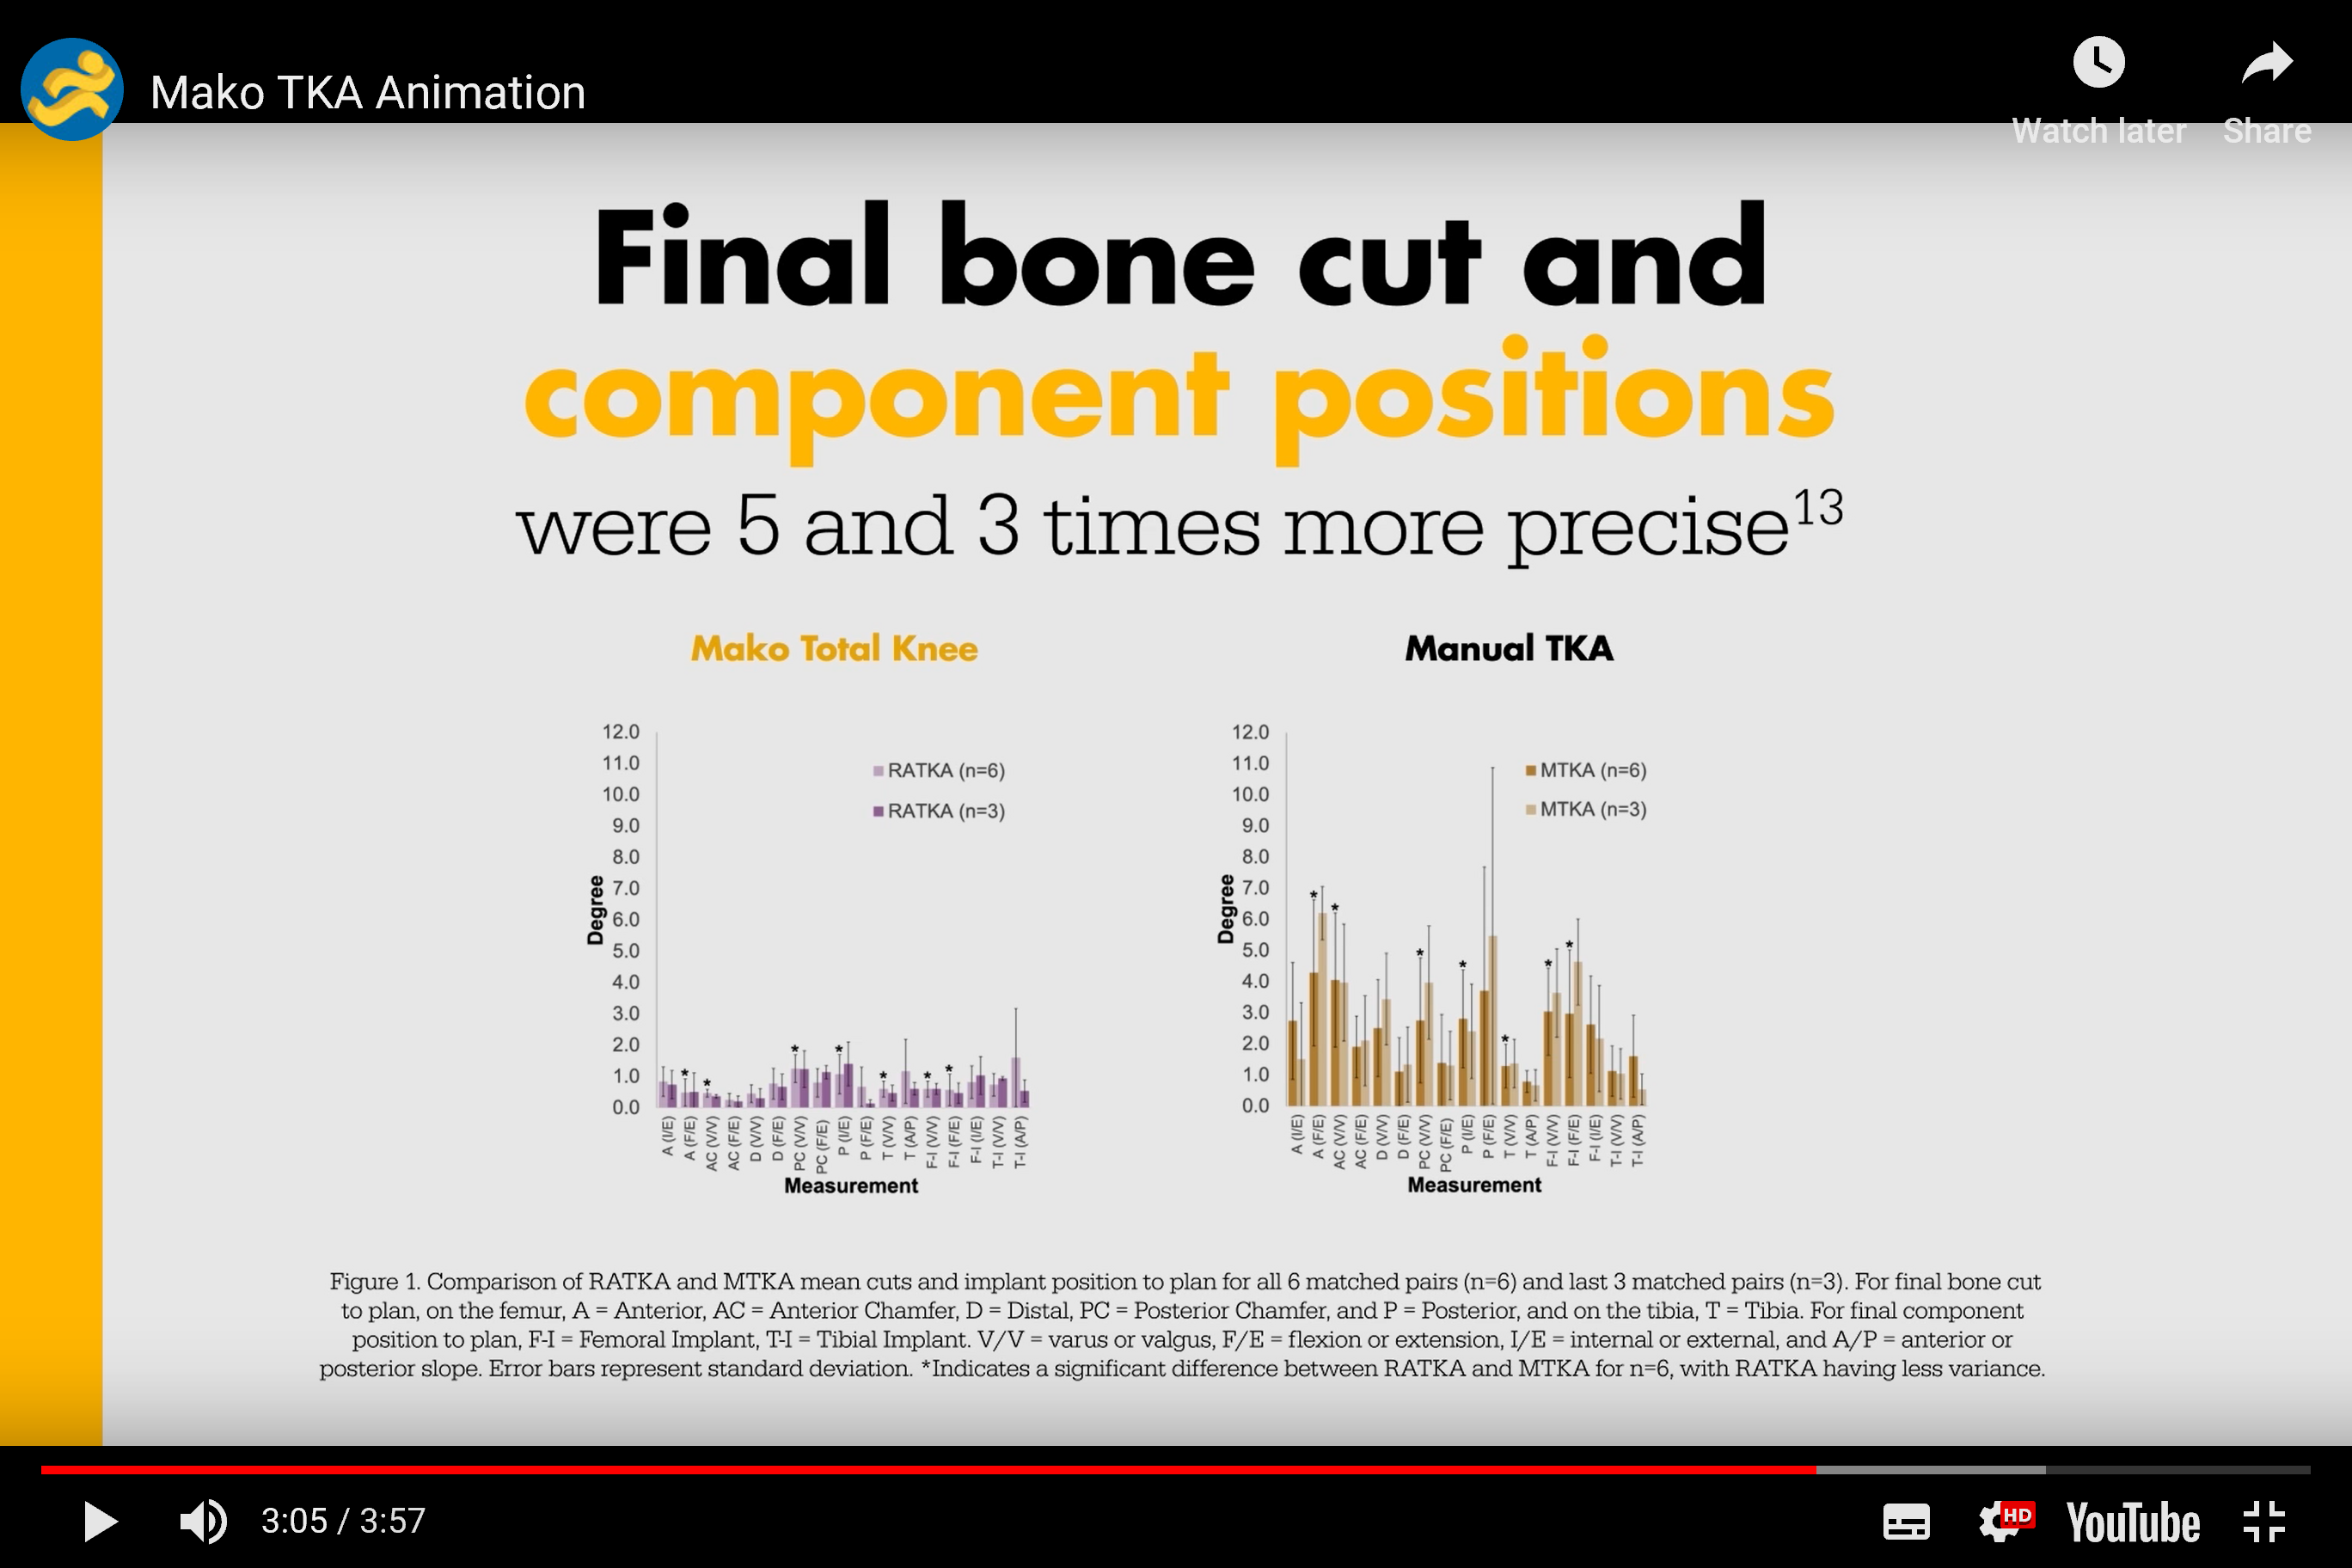 Mako TKA Animation
Watch later
Share
Final bone cut and
component positions
were 5 and 3 times more precise¹³
Mako Total Knee
12.0
11.0
10.0
9.0
8.0
7.0
6.0
5.0
4.0
3.0
2.0
1.0
0.0
Degree
RATKA (n=6)
RATKA (n=3)
* * * * * * *
A (I/E)
A (F/E)
AC (V/V)
AC (F/E)
D (V/V)
D (F/E)
PC (V/V)
PC (F/E)
P (I/E)
P (F/E)
T (V/V)
T (A/P)
F-I (V/V)
F-I (F/E)
F-I (I/E)
T-I (V/V)
T-I (A/P)
Measurement
Manual TKA
12.0
11.0
10.0
9.0
8.0
7.0
6.0
5.0
4.0
3.0
2.0
1.0
0.0
Degree
MTKA (n=6)
MTKA (n=3)
* * * * * * *
A (I/E)
A (F/E)
AC (V/V)
AC (F/E)
D (V/V)
D (F/E)
PC (V/V)
PC (F/E)
P (I/E)
P (F/E)
T (V/V)
T (A/P)
F-I (V/V)
F-I (F/E)
F-I (I/E)
T-I (V/V)
T-I (A/P)
Measurement
Figure 1. Comparison of RATKA and MTKA mean cuts and implant position to plan for all 6 matched pairs (n=6) and last 3 matched pairs (n=3). For final bone cut
to plan, on the femur, A = Anterior, AC = Anterior Chamfer, D = Distal, PC = Posterior Chamfer, and P = Posterior, and on the tibia, T = Tibia. For final component
position to plan, F-I = Femoral Implant, T-I = Tibial Implant. V/V = varus or valgus, F/E = flexion or extension, I/E = internal or external, and A/P = anterior or
posterior slope. Error bars represent standard deviation. *Indicates a significant difference between RATKA and MTKA for n=6, with RATKA having less variance.
3:05 / 3:57
HD
YouTube